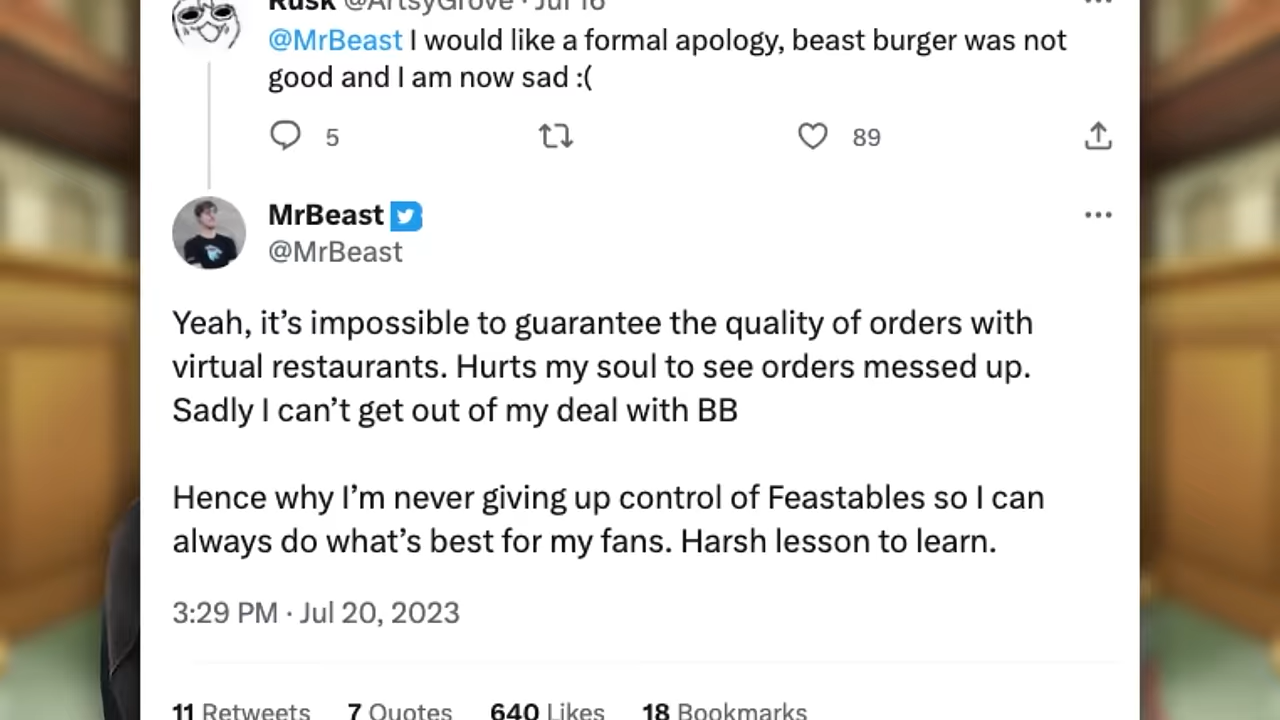 Rusk @ArtsyGrove · Jul 16
@MrBeast I would like a formal apology, beast burger was not
good and I am now sad :(
5
89
MrBeast
@MrBeast
Yeah, it’s impossible to guarantee the quality of orders with
virtual restaurants. Hurts my soul to see orders messed up.
Sadly I can’t get out of my deal with BB
Hence why I’m never giving up control of Feastables so I can
always do what’s best for my fans. Harsh lesson to learn.
3:29 PM · Jul 20, 2023
11 Retweets 7 Quotes 640 Likes 18 Bookmarks